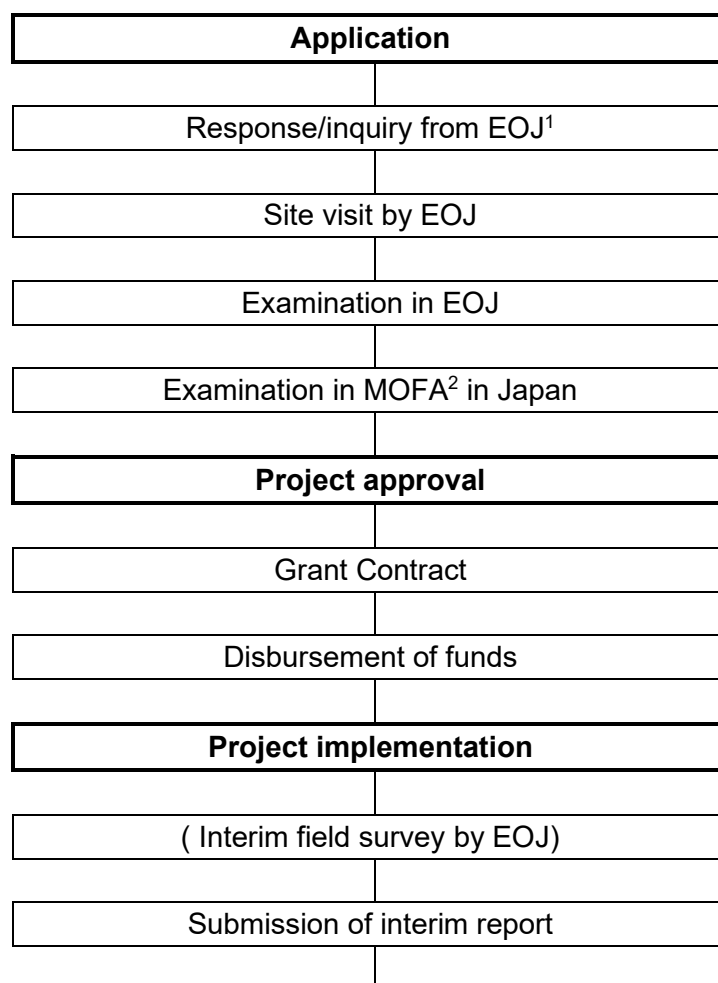 Application
Response/inquiry from EOJ¹
Site visit by EOJ
Examination in EOJ
Examination in MOFA² in Japan
Project approval
Grant Contract
Disbursement of funds
Project implementation
( Interim field survey by EOJ)
Submission of interim report